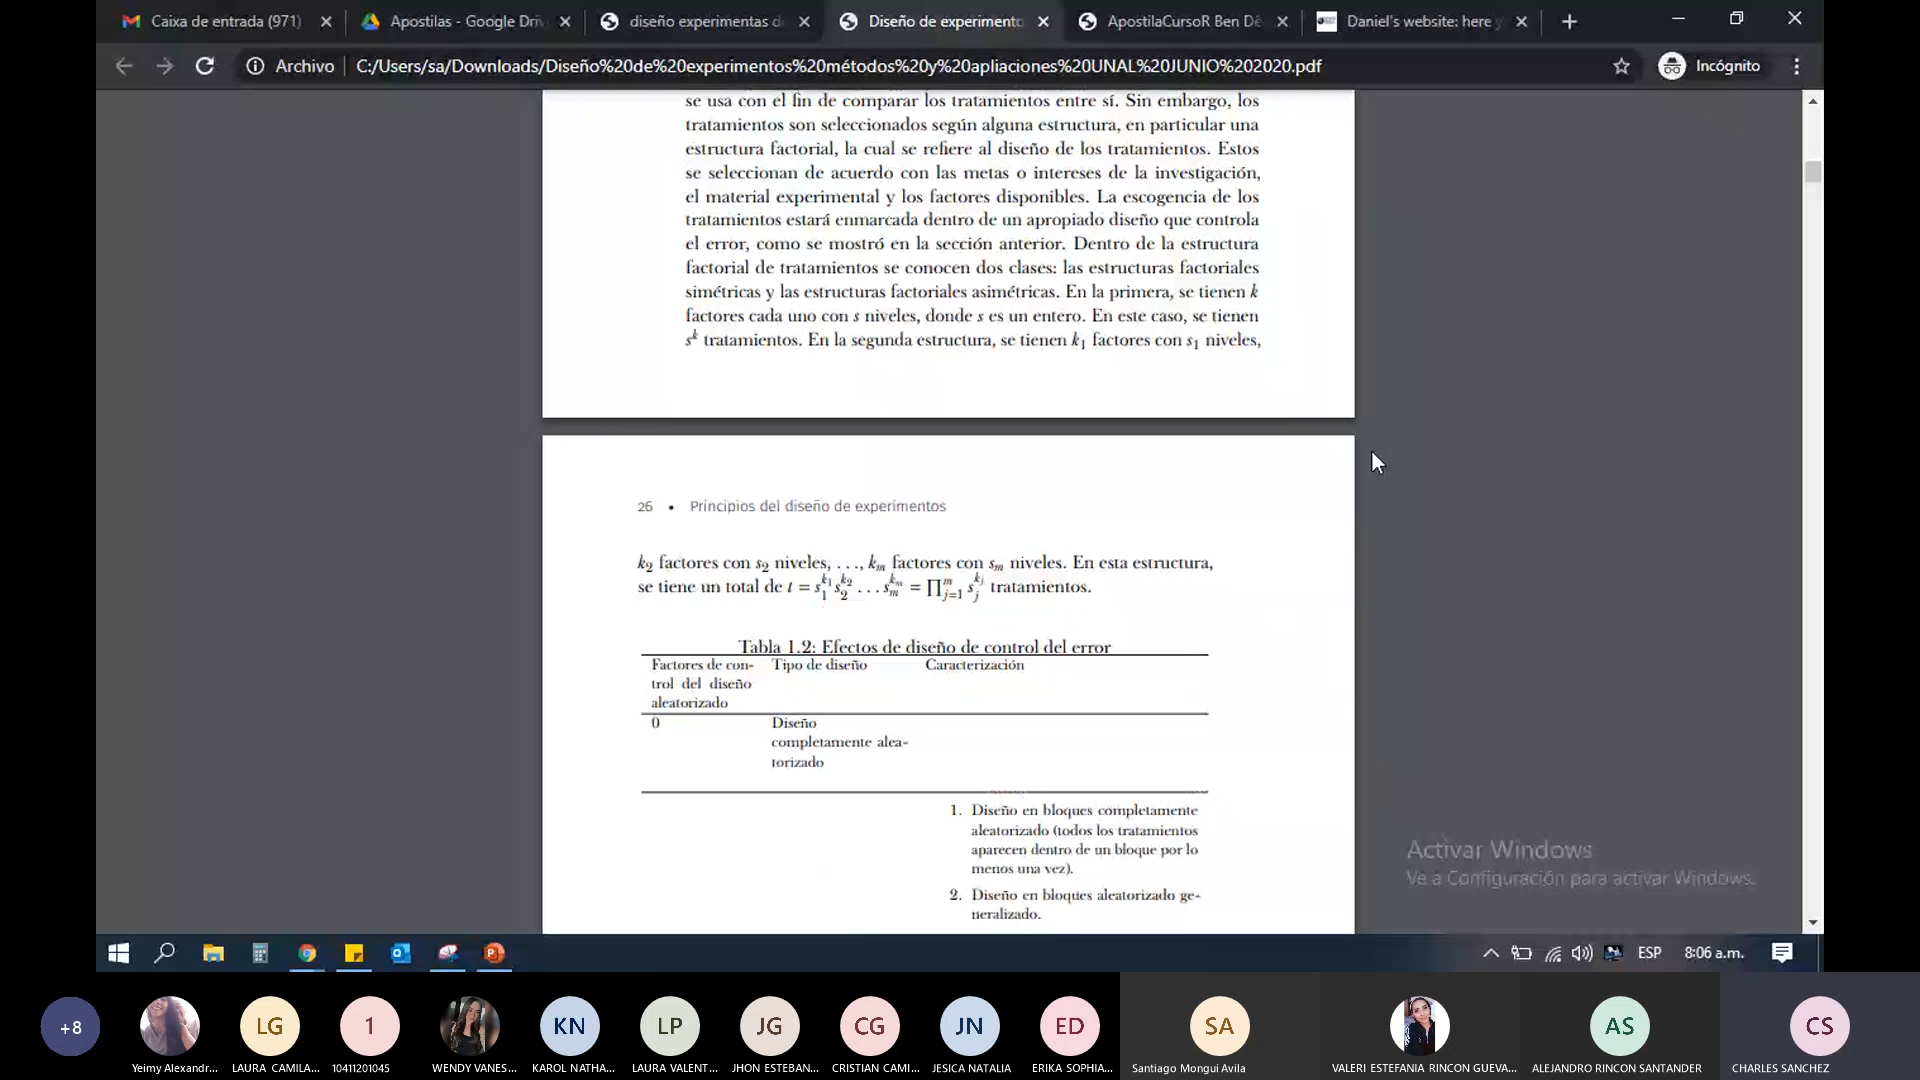 Caixa de entrada (971)
Apostilas - Google Driv
diseño experimentas d
Diseño de experimento
ApostilaCursoR Ben Dê
Daniel's website: here y
Archivo
C:/Users/sa/Downloads/Diseño%20de%20experimentos%20métodos%20y%20apliaciones%20UNAL%20JUNIO%202020.pdf
Incógnito
se usa con el fin de comparar los tratamientos entre sí. Sin embargo, los
tratamientos son seleccionados según alguna estructura, en particular una
estructura factorial, la cual se refiere al diseño de los tratamientos. Estos
se seleccionan de acuerdo con las metas o intereses de la investigación,
el material experimental y los factores disponibles. La escogencia de los
tratamientos estará enmarcada dentro de un apropiado diseño que controla
el error, como se mostró en la sección anterior. Dentro de la estructura
factorial de tratamientos se conocen dos clases: las estructuras factoriales
simétricas y las estructuras factoriales asimétricas. En la primera, se tienen k
factores cada uno con s niveles, donde s es un entero. En este caso, se tienen
s^k tratamientos. En la segunda estructura, se tienen k₁ factores con s₁ niveles,
26 • Principios del diseño de experimentos
k₂ factores con s₂ niveles, . . ., kₘ factores con sₘ niveles. En esta estructura,
se tiene un total de t = s₁^k₁ s₂^k₂ . . . sₘ^kₘ = ∏_{j=1}^m s_j^{k_j} tratamientos.
Tabla 1.2: Efectos de diseño de control del error
Factores de con- Tipo de diseño Caracterización
trol del diseño
aleatorizado
0 Diseño
completamente alea-
torizado
1. Diseño en bloques completamente
aleatorizado (todos los tratamientos
aparecen dentro de un bloque por lo
menos una vez).
2. Diseño en bloques aleatorizado ge-
neralizado.
Activar Windows
Ve a Configuración para activar Windows.
ESP
8:06 a.m.
+8
LG
1
KN
LP
JG
CG
JN
ED
SA
AS
CS
Yeimy Alexandr...
LAURA CAMILA...
10411201045
WENDY VANES...
KAROL NATHA...
LAURA VALENT...
JHON ESTEBAN...
CRISTIAN CAMI...
JESICA NATALIA
ERIKA SOPHIA...
Santiago Mongui Avila
VALERI ESTEFANIA RINCON GUEVA...
ALEJANDRO RINCON SANTANDER
CHARLES SANCHEZ